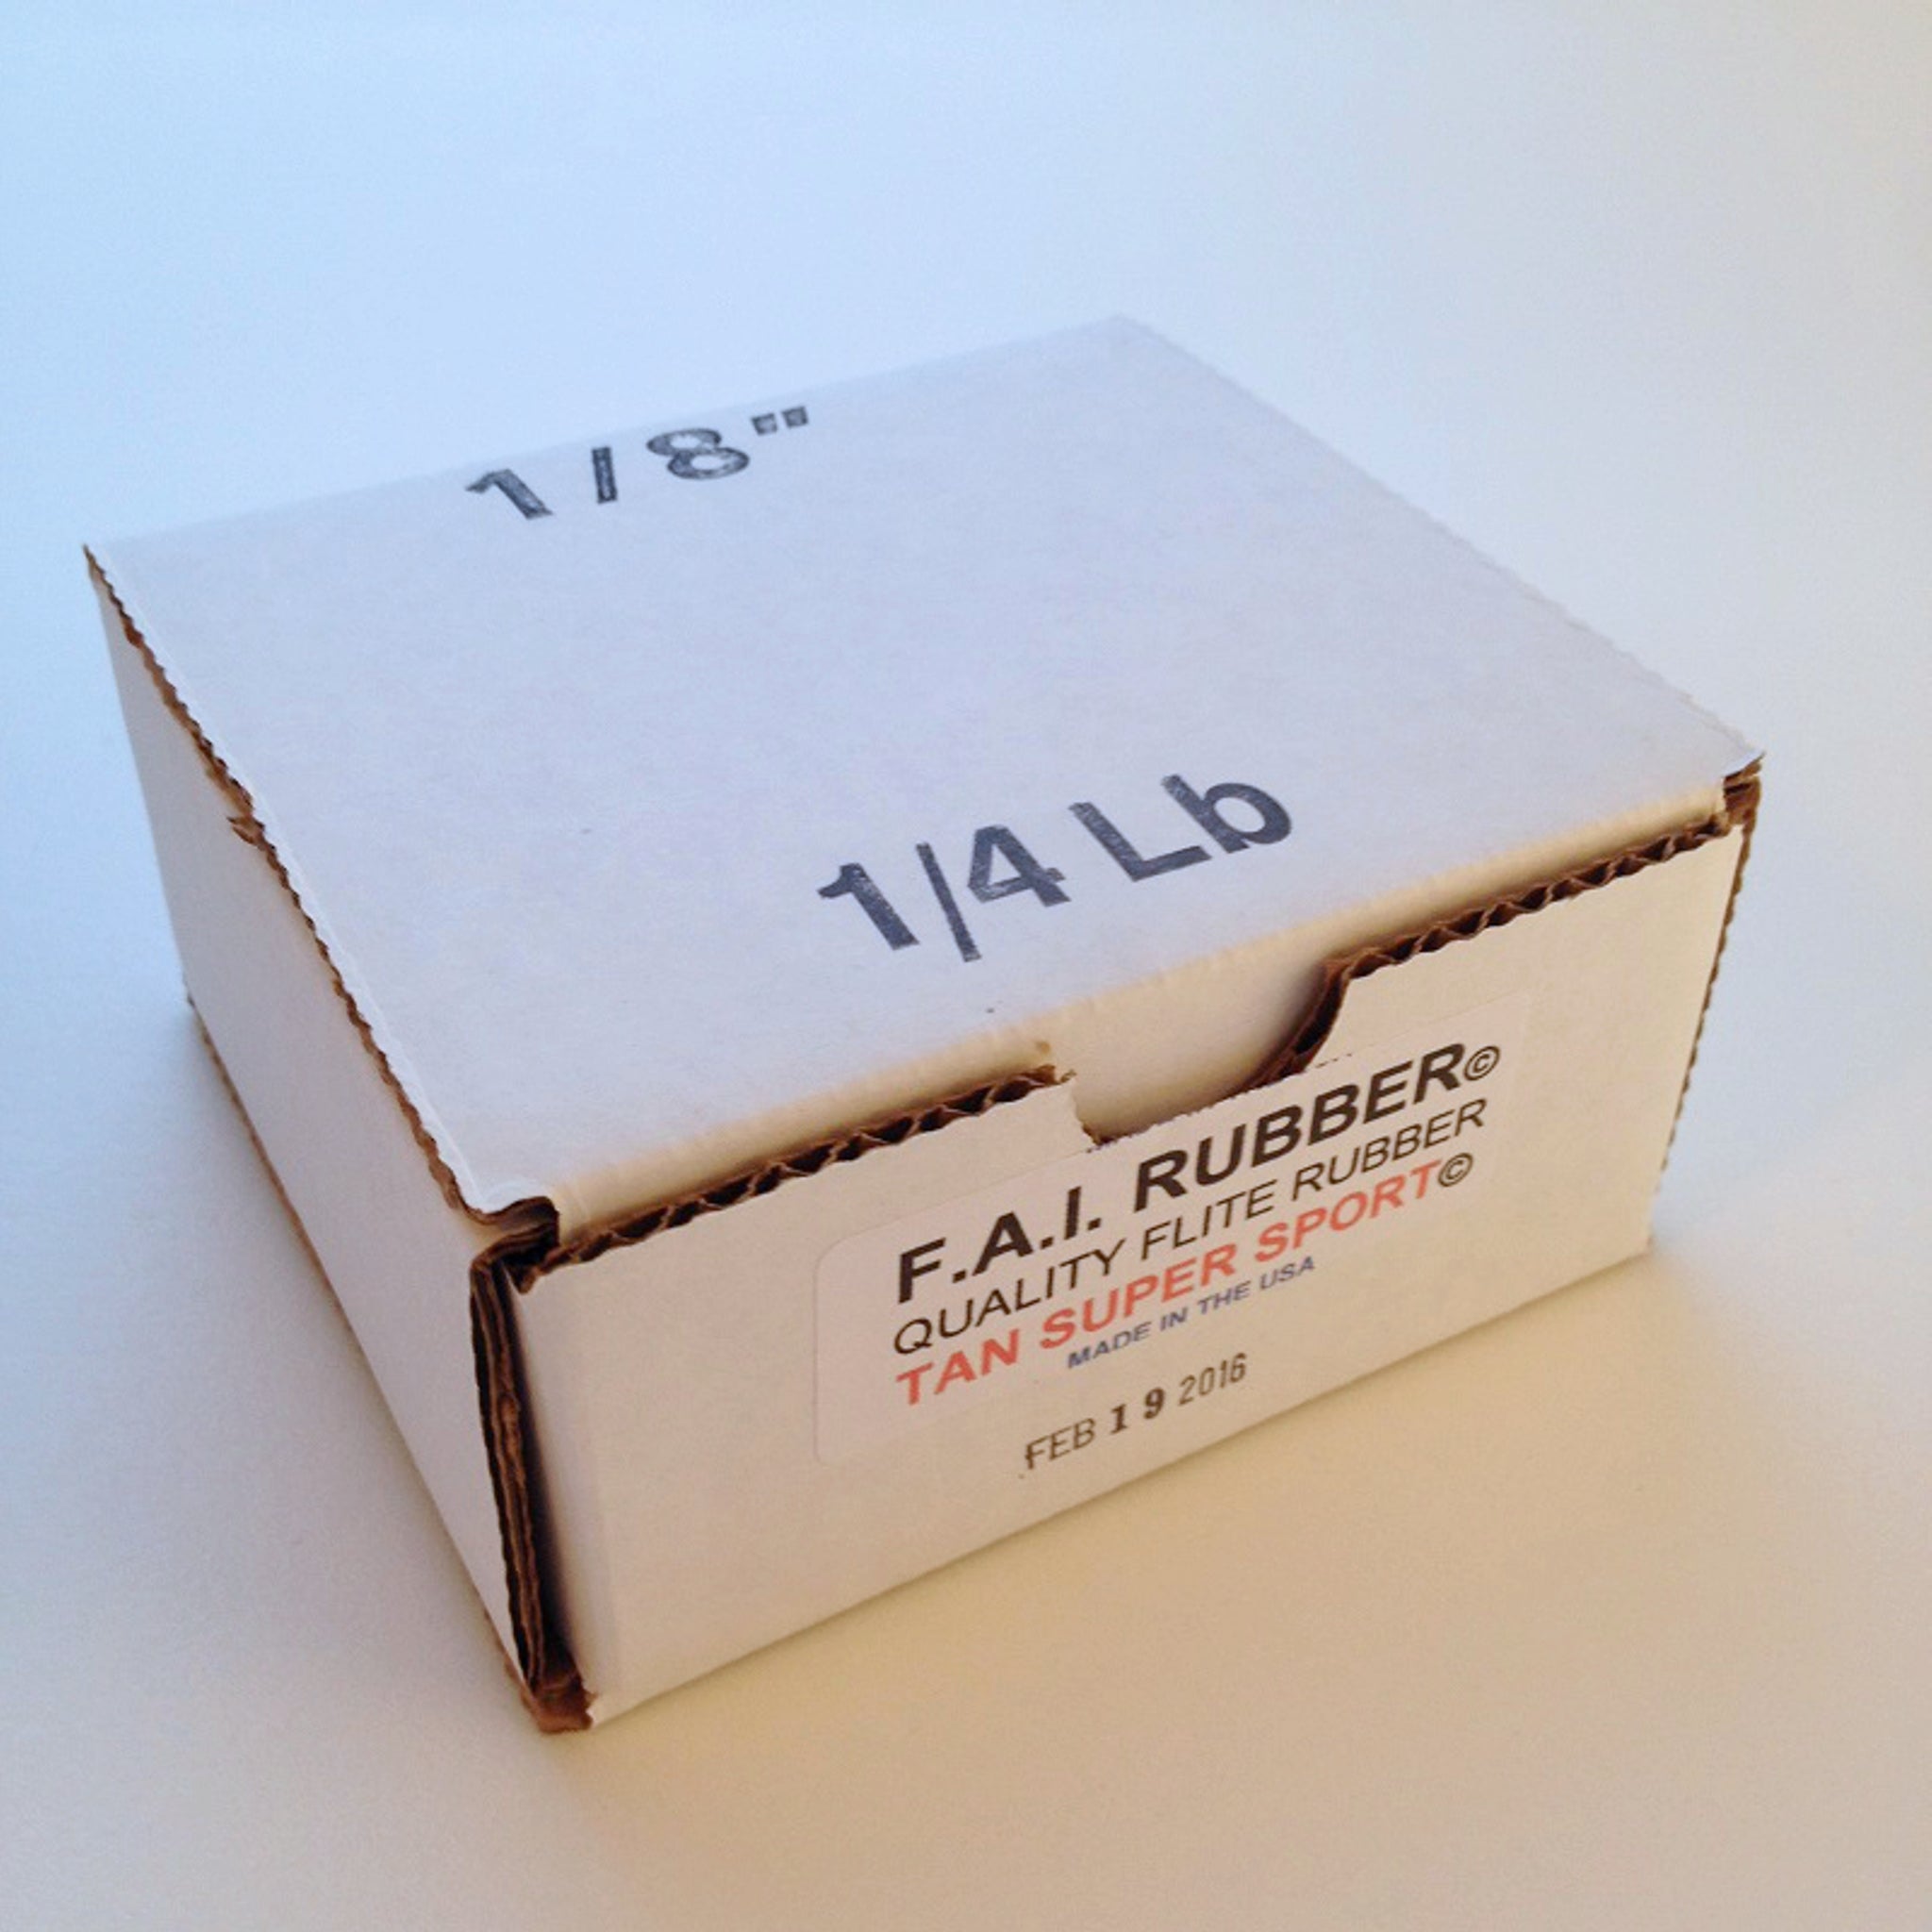 1/8"
1/4 Lb
F.A.I. RUBBER©
QUALITY FLITE RUBBER
TAN SUPER SPORT©
MADE IN THE USA
FEB 19 2016